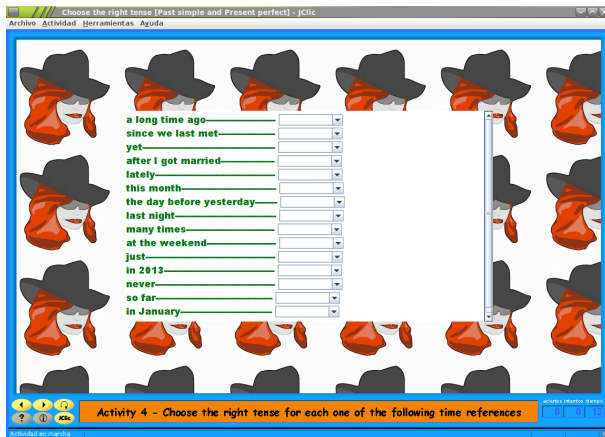 Choose the right tense [Past simple and Present perfect] - JClic
Archivo Actividad Herramientas Ayuda
a long time ago
since we last met
yet
after I got married
lately
this month
the day before yesterday
last night
many times
at the weekend
just
in 2013
never
so far
in January
JClic
Activity 4 - Choose the right tense for each one of the following time references
aciertos intentos tiempo
0 0 13
Actividad en marcha